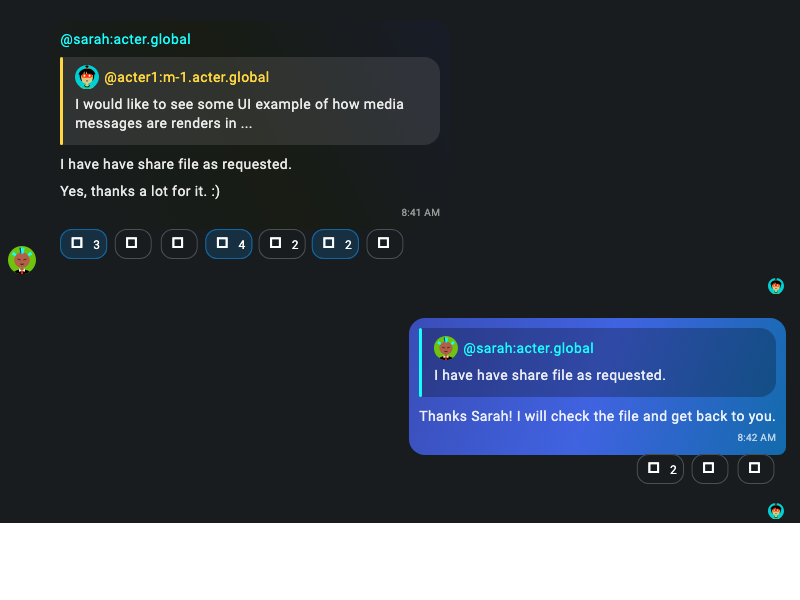 @sarah:acter.global
@acter1:m-1.acter.global
I would like to see some UI example of how media
messages are renders in ...
I have have share file as requested.
Yes, thanks a lot for it. :)
8:41 AM
3 4 2 2
@sarah:acter.global
I have have share file as requested.
Thanks Sarah! I will check the file and get back to you.
8:42 AM
2